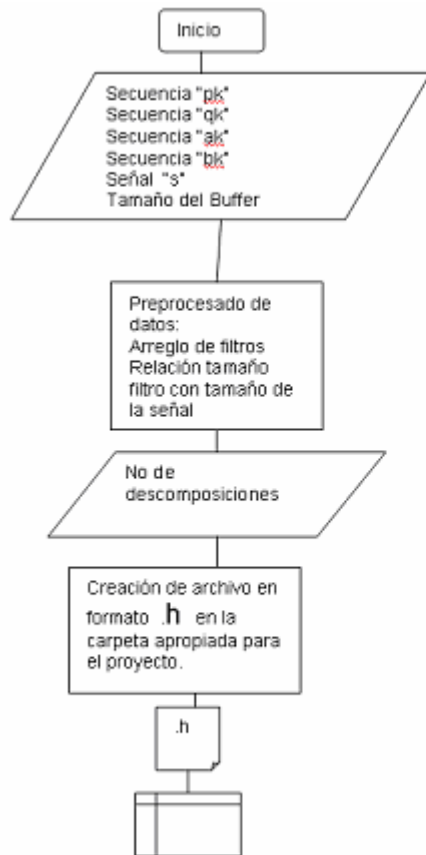 Inicio
Secuencia "pk"
Secuencia "qk"
Secuencia "ak"
Secuencia "bk"
Señal "s"
Tamaño del Buffer
Preprocesado de
datos:
Arreglo de filtros
Relación tamaño
filtro con tamaño de
la señal
No de
descomposiciones
Creación de archivo en
formato .h en la
carpeta apropiada para
el proyecto.
.h